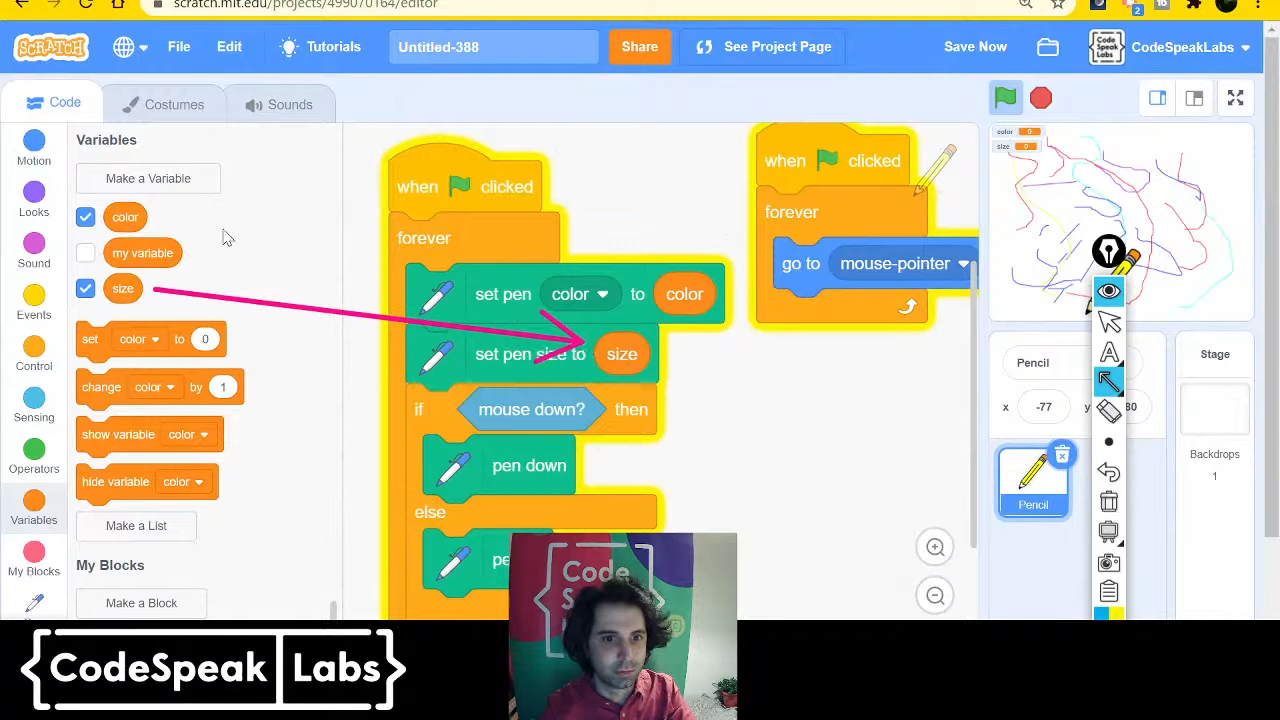 scratch.mit.edu/projects/499070164/editor
SCRATCH
File
Edit
Tutorials
Untitled-388
Share
See Project Page
Save Now
CodeSpeakLabs
Code
Costumes
Sounds
Motion
Looks
Sound
Events
Control
Sensing
Operators
Variables
My Blocks
Variables
Make a Variable
color
my variable
size
set color to 0
change color by 1
show variable color
hide variable color
Make a List
My Blocks
Make a Block
when clicked
forever
set pen color to color
set pen size to size
if mouse down? then
pen down
else
when clicked
forever
go to mouse-pointer
color 0
size 0
Pencil
x -77 y
80
Pencil
Stage
Backdrops
1
A
{CodeSpeak|Labs}
Code